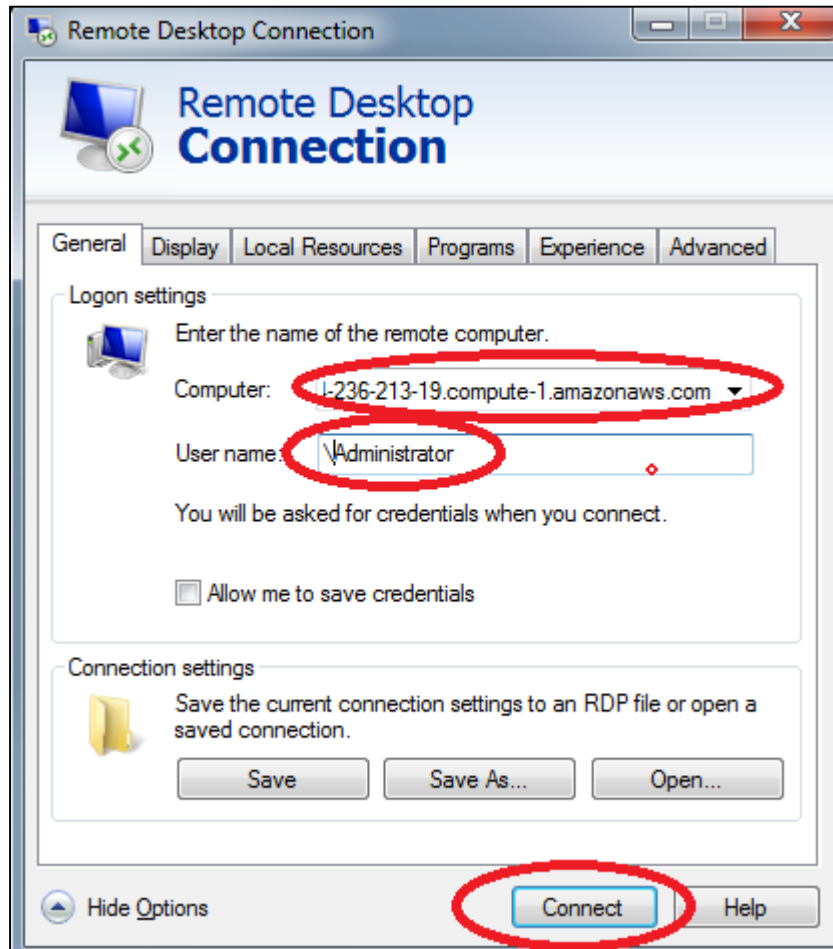 Remote Desktop Connection
Remote Desktop
Connection
General Display Local Resources Programs Experience Advanced
Logon settings
Enter the name of the remote computer.
Computer: -236-213-19.compute-1.amazonaws.com
User name: \Administrator
You will be asked for credentials when you connect.
Allow me to save credentials
Connection settings
Save the current connection settings to an RDP file or open a
saved connection.
Save Save As... Open...
Hide Options Connect Help